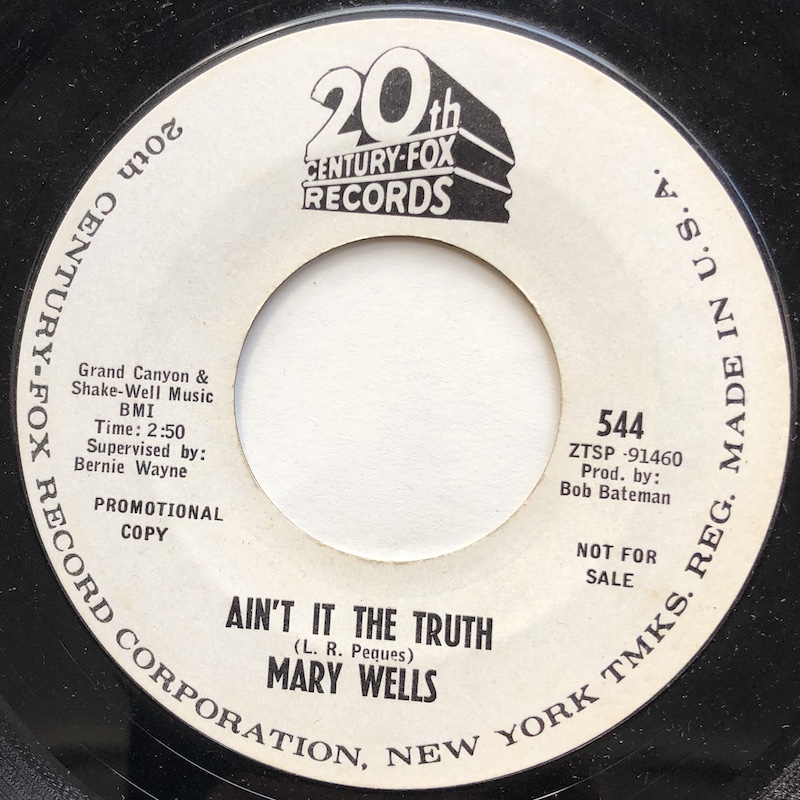 20th
CENTURY-FOX
RECORDS
20th CENTURY-FOX RECORD CORPORATION, NEW YORK TMKS. REG. MADE IN U.S.A.
Grand Canyon &
Shake-Well Music
BMI
Time: 2:50
Supervised by:
Bernie Wayne
PROMOTIONAL
COPY
544
ZTSP -91460
Prod. by:
Bob Bateman
NOT FOR
SALE
AIN'T IT THE TRUTH
(L. R. Peques)
MARY WELLS